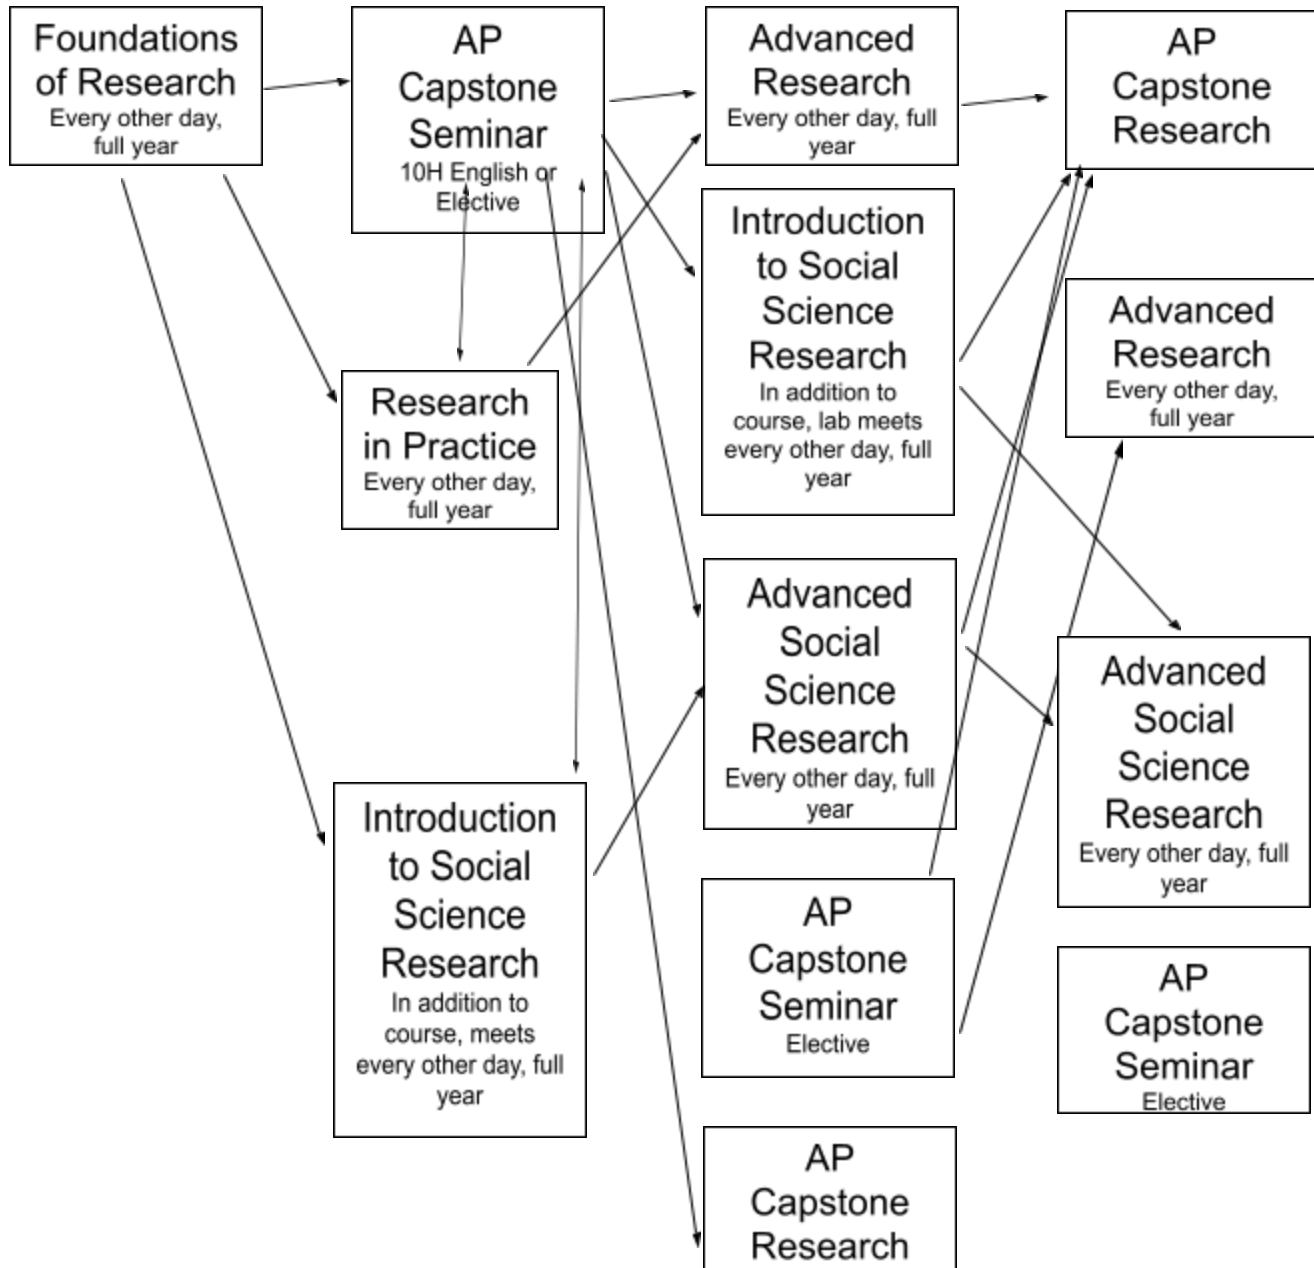 Foundations
of Research
Every other day,
full year
AP
Capstone
Seminar
10H English or
Elective
Research
in Practice
Every other day,
full year
Introduction
to Social
Science
Research
In addition to
course, meets
every other day, full
year
Advanced
Research
Every other day, full
year
Introduction
to Social
Science
Research
In addition to
course, lab meets
every other day, full
year
Advanced
Social
Science
Research
Every other day, full
year
AP
Capstone
Seminar
Elective
AP
Capstone
Research
AP
Capstone
Research
Advanced
Research
Every other day,
full year
Advanced
Social
Science
Research
Every other day, full
year
AP
Capstone
Seminar
Elective